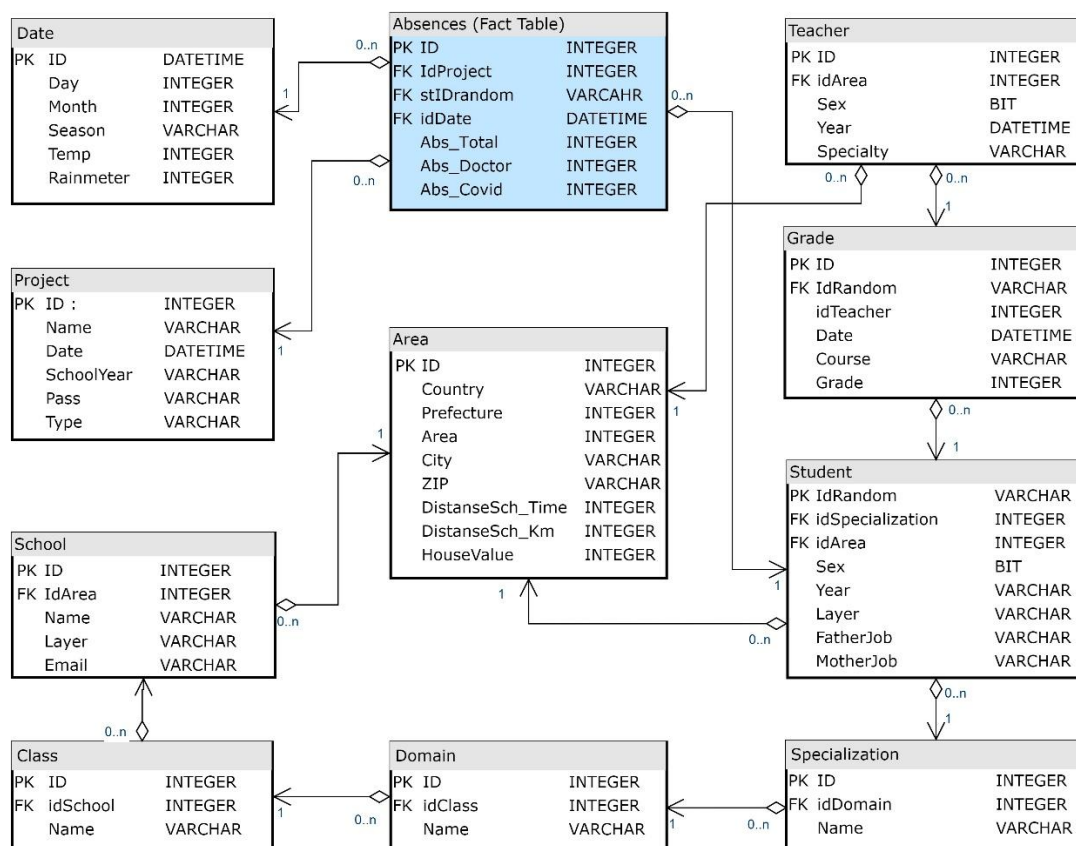 Date
PK ID DATETIME
Day INTEGER
Month INTEGER
Season VARCHAR
Temp INTEGER
Rainmeter INTEGER
1
0..n
0..n
Absences (Fact Table)
PK ID INTEGER
FK IdProject INTEGER
FK stIDrandom VARCAHR
FK idDate DATETIME
Abs_Total INTEGER
Abs_Doctor INTEGER
Abs_Covid INTEGER
0..n
Teacher
PK ID INTEGER
FK idArea INTEGER
Sex BIT
Year DATETIME
Specialty VARCHAR
0..n
0..n
1
Project
PK ID : INTEGER
Name VARCHAR
Date DATETIME
SchoolYear VARCHAR
Pass VARCHAR
Type VARCHAR
1
Area
PK ID INTEGER
Country VARCHAR
Prefecture INTEGER
Area INTEGER
City VARCHAR
ZIP VARCHAR
DistanseSch_Time INTEGER
DistanseSch_Km INTEGER
HouseValue INTEGER
1
1
1
Grade
PK ID INTEGER
FK IdRandom VARCHAR
idTeacher INTEGER
Date DATETIME
Course VARCHAR
Grade INTEGER
0..n
1
School
PK ID INTEGER
FK IdArea INTEGER
Name VARCHAR
Layer VARCHAR
Email VARCHAR
0..n
0..n
Student
PK IdRandom VARCHAR
FK idSpecialization INTEGER
FK idArea INTEGER
Sex BIT
Year VARCHAR
Layer VARCHAR
FatherJob VARCHAR
MotherJob VARCHAR
1
0..n
0..n
1
Class
PK ID INTEGER
FK idSchool INTEGER
Name VARCHAR
1
0..n
Domain
PK ID INTEGER
FK idClass INTEGER
Name VARCHAR
1
0..n
Specialization
PK ID INTEGER
FK idDomain INTEGER
Name VARCHAR